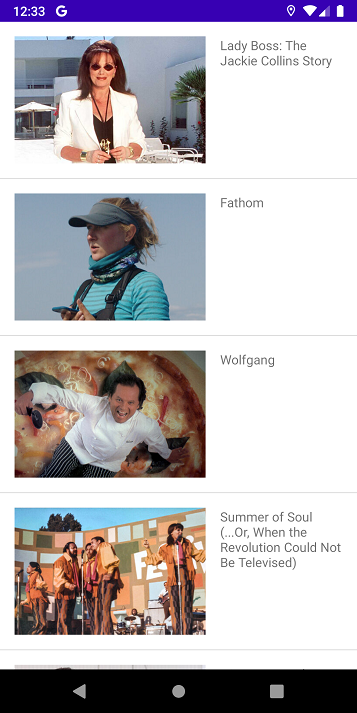 12:33 G
Lady Boss: The
Jackie Collins Story
Fathom
Wolfgang
Summer of Soul
(...Or, When the
Revolution Could Not
Be Televised)
FE